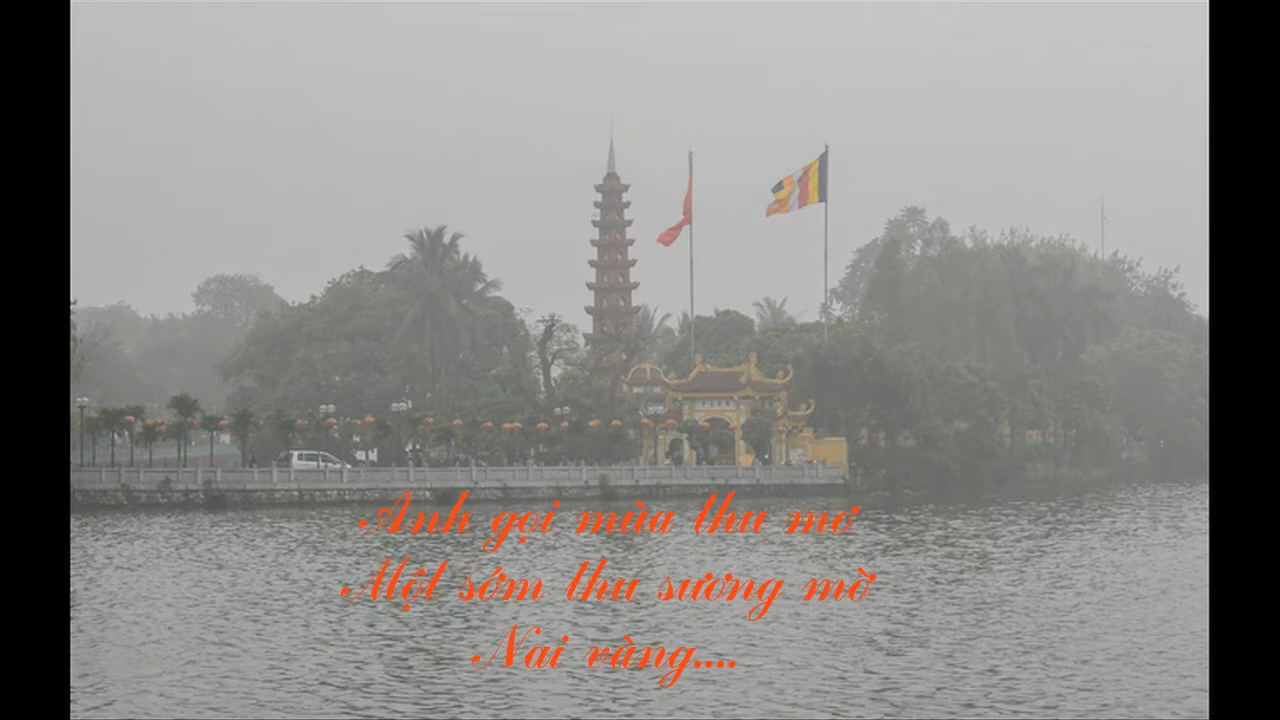 Anh gọi mùa thu mơ
Một sớm thu sương mờ
Nai vàng....